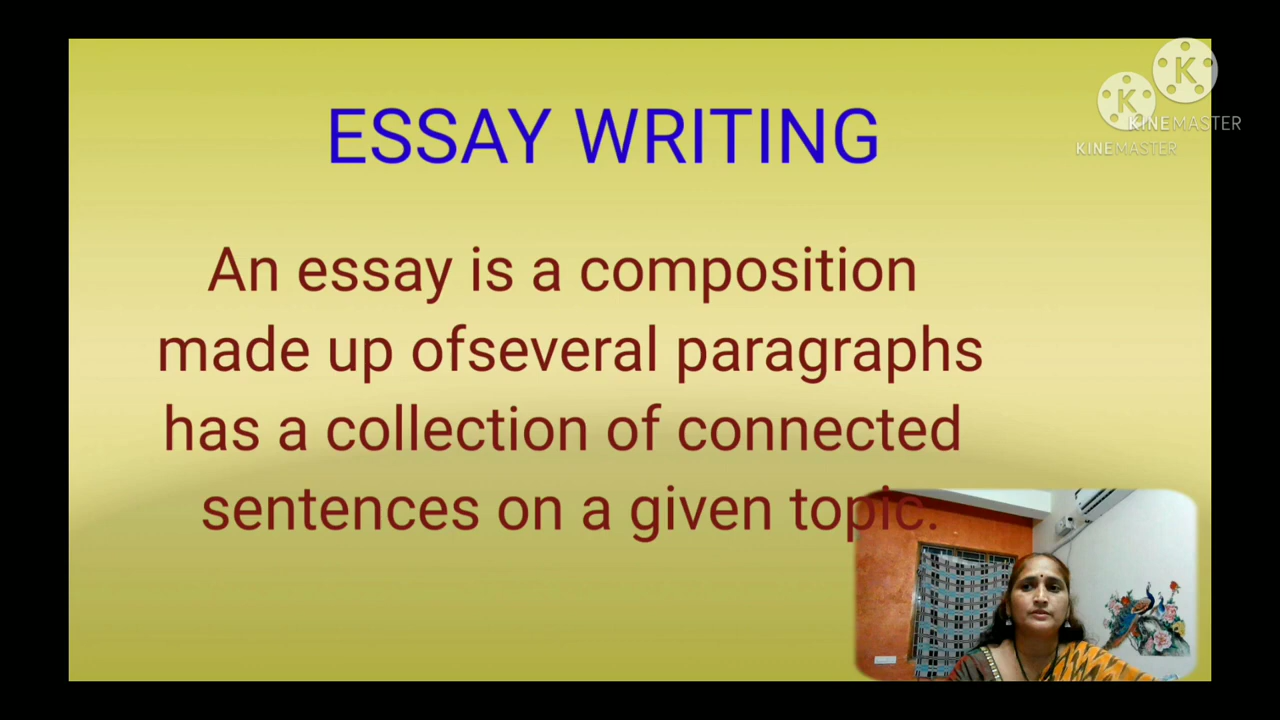 ESSAY WRITING
An essay is a composition
made up ofseveral paragraphs
has a collection of connected
sentences on a given topic.
KINEMASTER
KINEMASTER